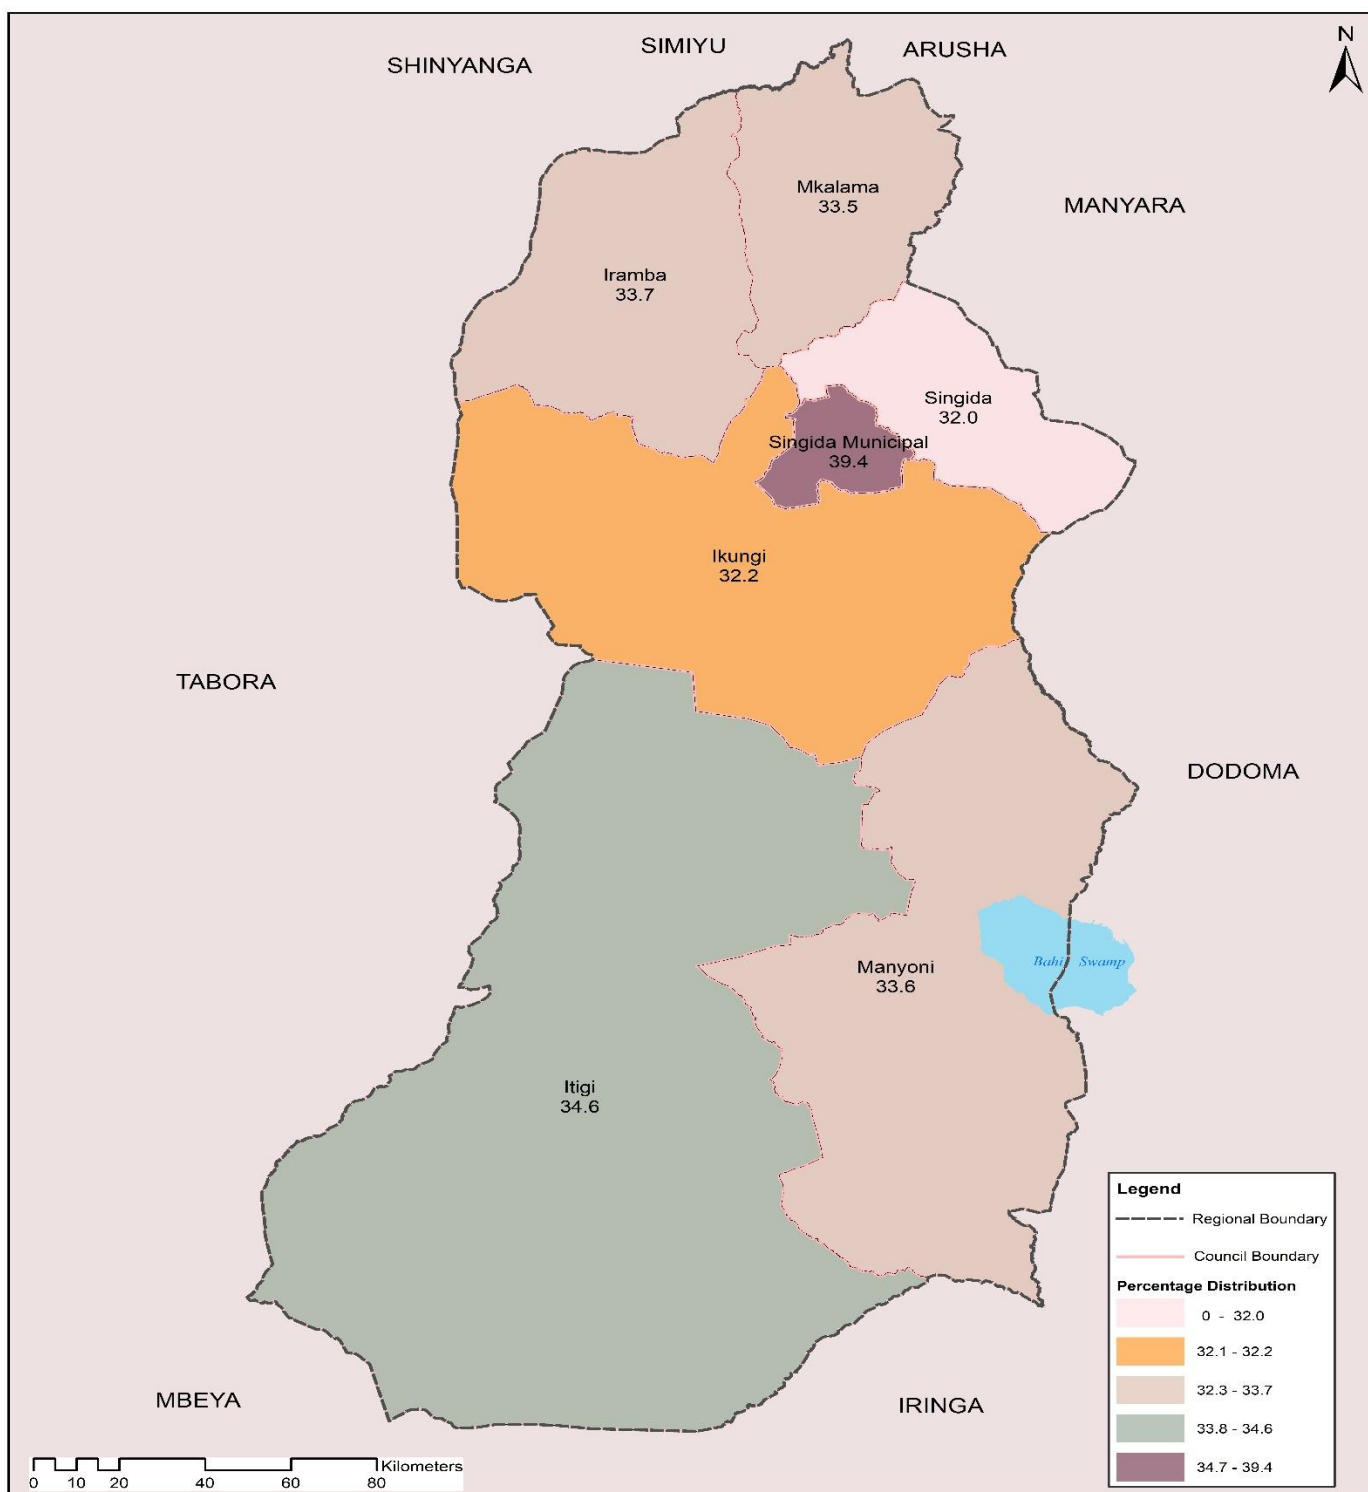 SIMIYU
ARUSHA
SHINYANGA
N
Mkalama
33.5
MANYARA
Iramba
33.7
Singida
32.0
Singida Municipal
39.4
Ikungi
32.2
TABORA
DODOMA
Bahi Swamp
Manyoni
33.6
Itigi
34.6
MBEYA
IRINGA
Legend
Regional Boundary
Council Boundary
Percentage Distribution
0 - 32.0
32.1 - 32.2
32.3 - 33.7
33.8 - 34.6
34.7 - 39.4
Kilometers
0 10 20 40 60 80